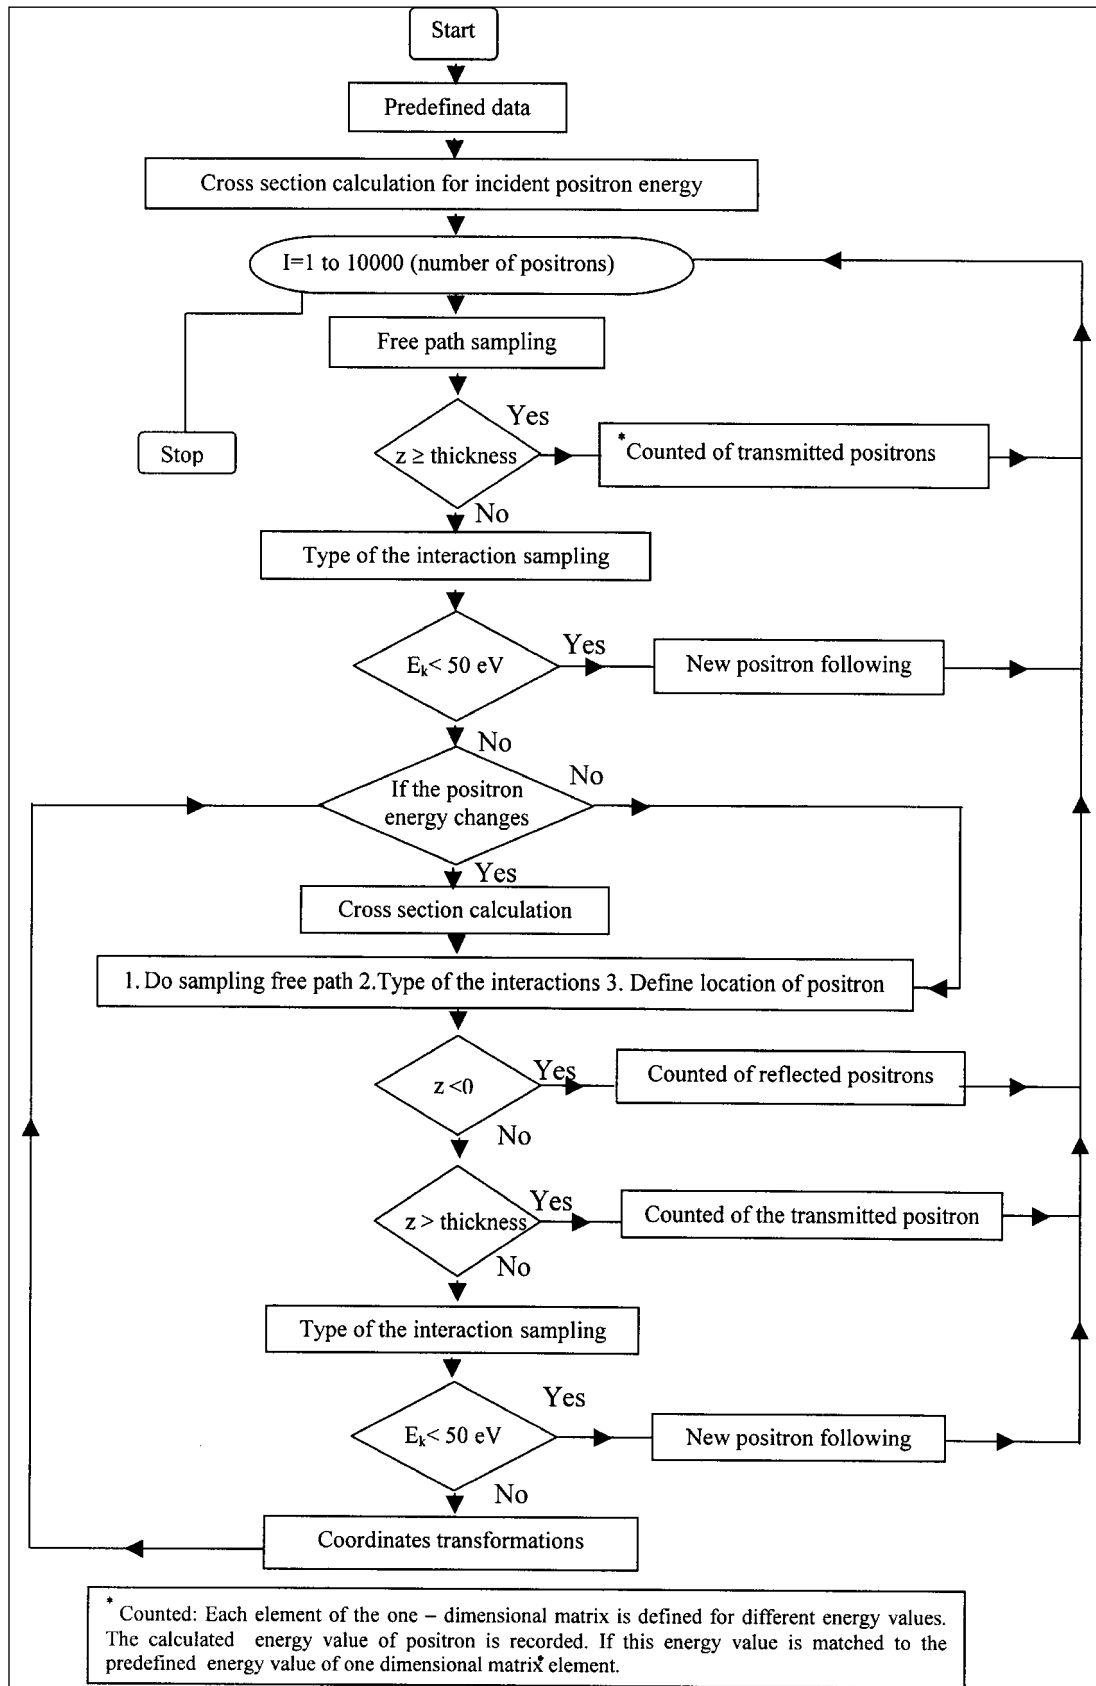 Start
Predefined data
Cross section calculation for incident positron energy
I=1 to 10000 (number of positrons)
Free path sampling
Stop
z ≥ thickness
Yes
*Counted of transmitted positrons
No
Type of the interaction sampling
E_k< 50 eV
Yes
New positron following
No
If the positron
energy changes
No
Yes
Cross section calculation
1. Do sampling free path 2.Type of the interactions 3. Define location of positron
z <0
Yes
Counted of reflected positrons
No
z > thickness
Yes
Counted of the transmitted positron
No
Type of the interaction sampling
E_k< 50 eV
Yes
New positron following
No
Coordinates transformations
* Counted: Each element of the one – dimensional matrix is defined for different energy values.
The calculated energy value of positron is recorded. If this energy value is matched to the
predefined energy value of one dimensional matrix* element.